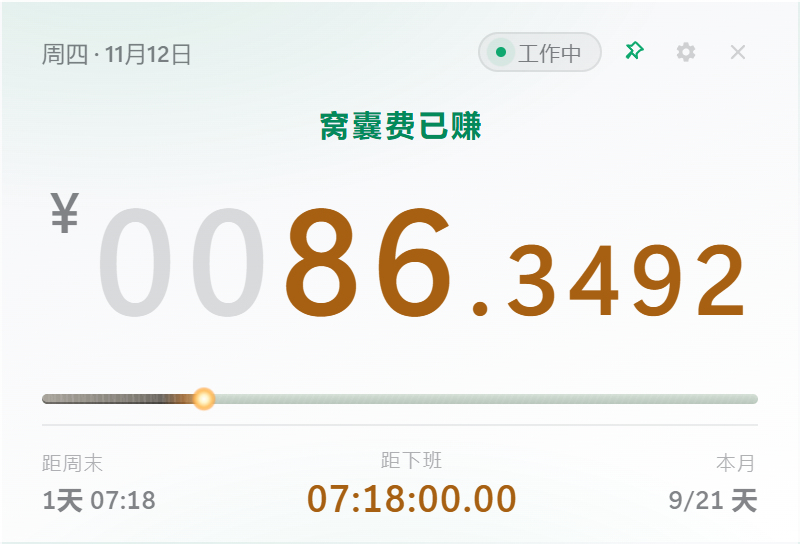 周四 · 11月12日
工作中
窝囊费已赚
¥0086.3492
距周末
1天 07:18
距下班
07:18:00.00
本月
9/21 天